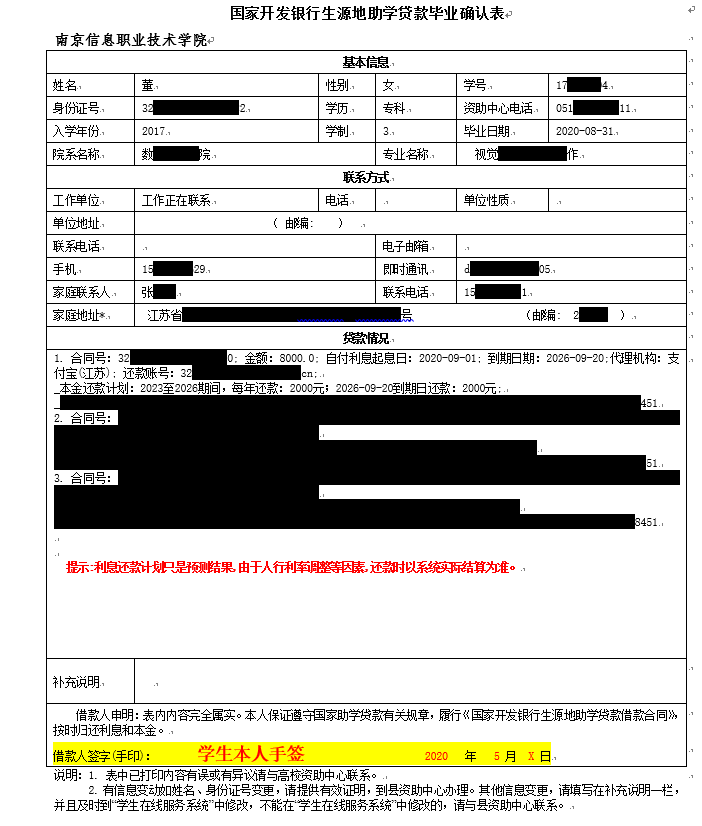 国家开发银行生源地助学贷款毕业确认表
南京信息职业技术学院
基本信息
姓名 董 性别 女 学号 17 04
身份证号 32 2 学历 专科 资助中心电话 051 11
入学年份 2017 学制 3 毕业日期 2020-08-31
院系名称 数 院 专业名称 视觉 作
联系方式
工作单位 工作正在联系 电话 单位性质
单位地址 （ 邮编: ）
联系电话 电子邮箱
手机 15 29 即时通讯 d 05
家庭联系人 张 联系电话 15 1
家庭地址* 江苏省 号 （邮编: 2 ）
贷款情况
1. 合同号: 32 0; 金额: 8000.0; 自付利息起息日: 2020-09-01; 到期日期: 2026-09-20;代理机构: 支
付宝(江苏); 还款账号: 32 cn;
本金还款计划: 2023至2026期间, 每年还款: 2000元; 2026-09-20到期日还款: 2000元;
451
2. 合同号:
51
3. 合同号:
8451
提示:利息还款计划只是预测结果,由于人行利率调整等因素,还款时以系统实际结算为准。
补充说明
借款人申明: 表内内容完全属实。本人保证遵守国家助学贷款有关规章, 履行《国家开发银行生源地助学贷款借款合同》,
按时归还利息和本金。
借款人签字(手印): 学生本人手签 2020 年 5 月 X 日
说明: 1. 表中已打印内容有误或有异议请与高校资助中心联系。
2. 有信息变动如姓名、身份证号变更, 请提供有效证明, 到县资助中心办理。其他信息变更, 请填写在补充说明一栏,
并且及时到“学生在线服务系统”中修改, 不能在“学生在线服务系统”中修改的, 请与县资助中心联系。